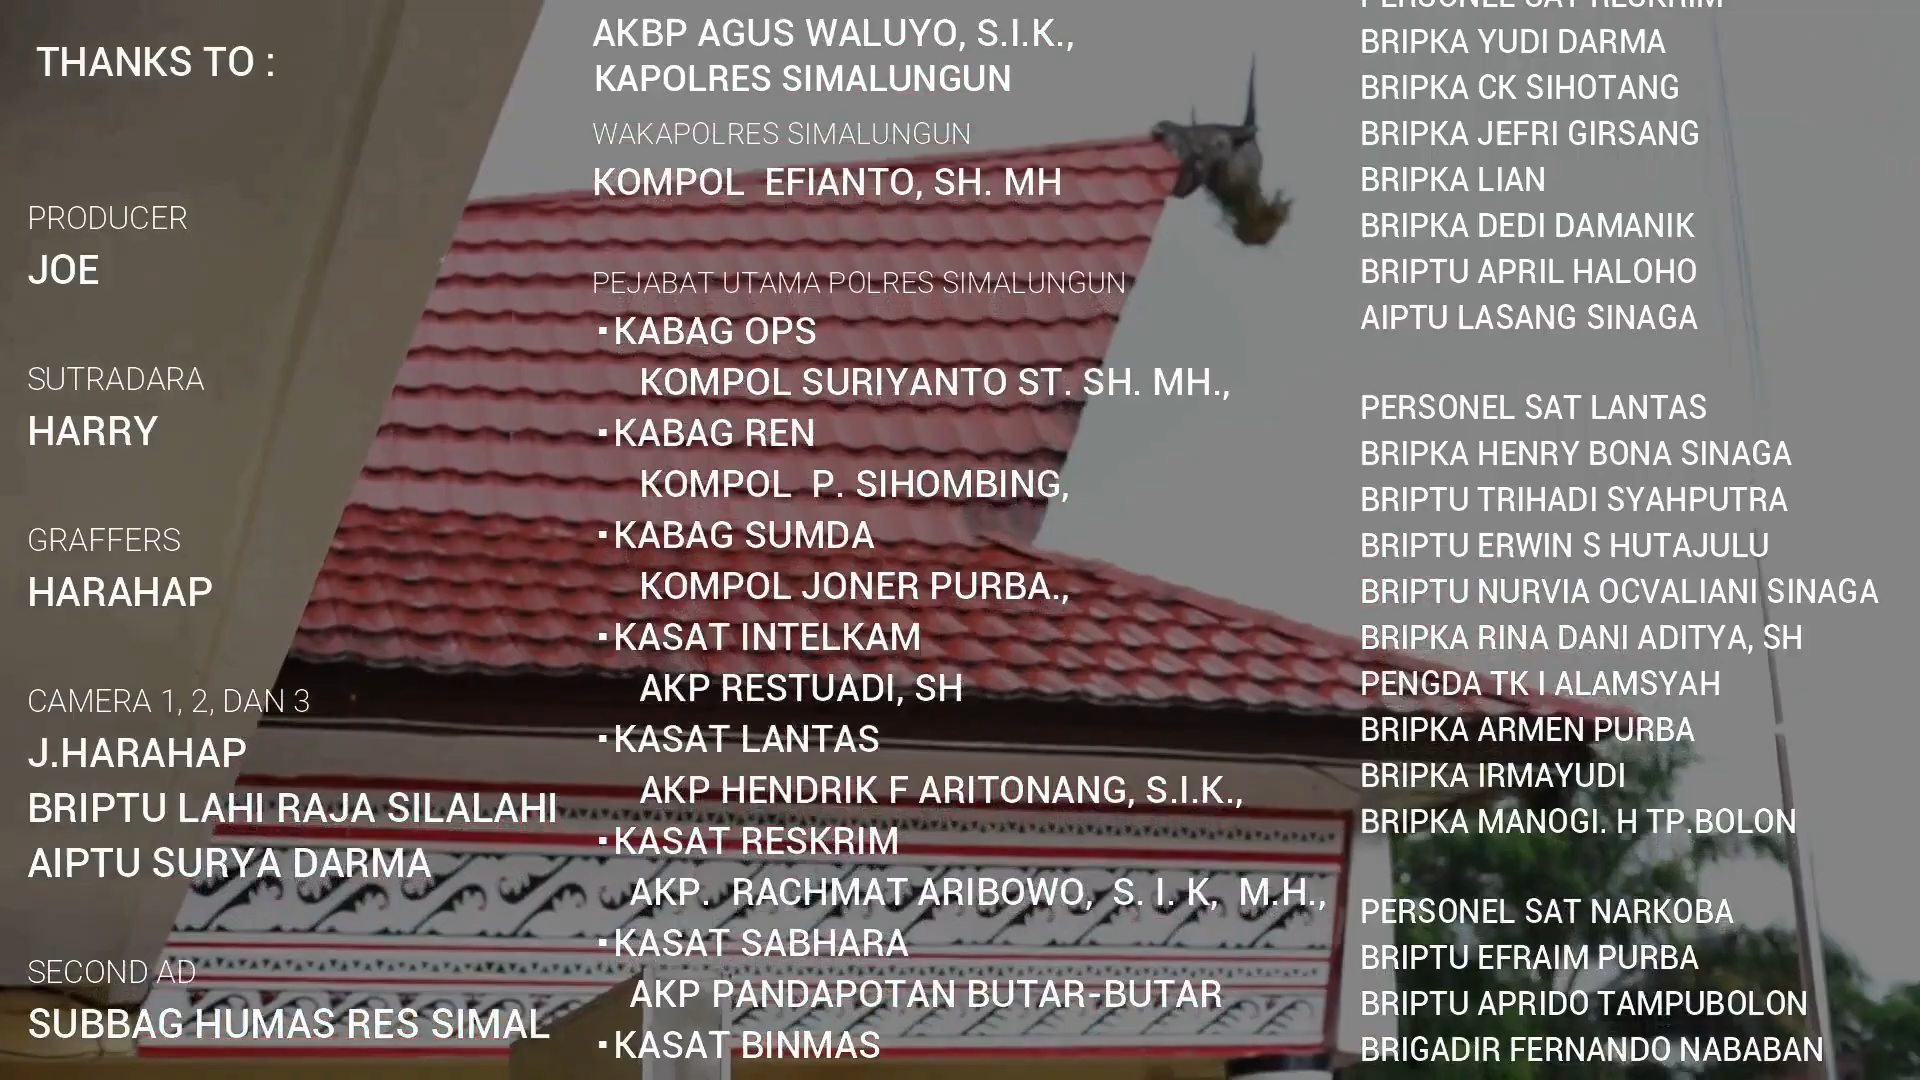 THANKS TO :
PRODUCER
JOE
SUTRADARA
HARRY
GRAFFERS
HARAHAP
CAMERA 1, 2, DAN 3
J.HARAHAP
BRIPTU LAHI RAJA SILALAHI
AIPTU SURYA DARMA
SECOND AD
SUBBAG HUMAS RES SIMAL
AKBP AGUS WALUYO, S.I.K.,
KAPOLRES SIMALUNGUN
WAKAPOLRES SIMALUNGUN
KOMPOL EFIANTO, SH. MH
PEJABAT UTAMA POLRES SIMALUNGUN
▪KABAG OPS
KOMPOL SURIYANTO ST. SH. MH.,
▪KABAG REN
KOMPOL P. SIHOMBING,
▪KABAG SUMDA
KOMPOL JONER PURBA.,
▪KASAT INTELKAM
AKP RESTUADI, SH
▪KASAT LANTAS
AKP HENDRIK F ARITONANG, S.I.K.,
▪KASAT RESKRIM
AKP. RACHMAT ARIBOWO, S. I. K, M.H.,
▪KASAT SABHARA
AKP PANDAPOTAN BUTAR-BUTAR
▪KASAT BINMAS
PERSONEL SAT RESKRIM
BRIPKA YUDI DARMA
BRIPKA CK SIHOTANG
BRIPKA JEFRI GIRSANG
BRIPKA LIAN
BRIPKA DEDI DAMANIK
BRIPTU APRIL HALOHO
AIPTU LASANG SINAGA
PERSONEL SAT LANTAS
BRIPKA HENRY BONA SINAGA
BRIPTU TRIHADI SYAHPUTRA
BRIPTU ERWIN S HUTAJULU
BRIPTU NURVIA OCVALIANI SINAGA
BRIPKA RINA DANI ADITYA, SH
PENGDA TK I ALAMSYAH
BRIPKA ARMEN PURBA
BRIPKA IRMAYUDI
BRIPKA MANOGI. H TP.BOLON
PERSONEL SAT NARKOBA
BRIPTU EFRAIM PURBA
BRIPTU APRIDO TAMPUBOLON
BRIGADIR FERNANDO NABABAN